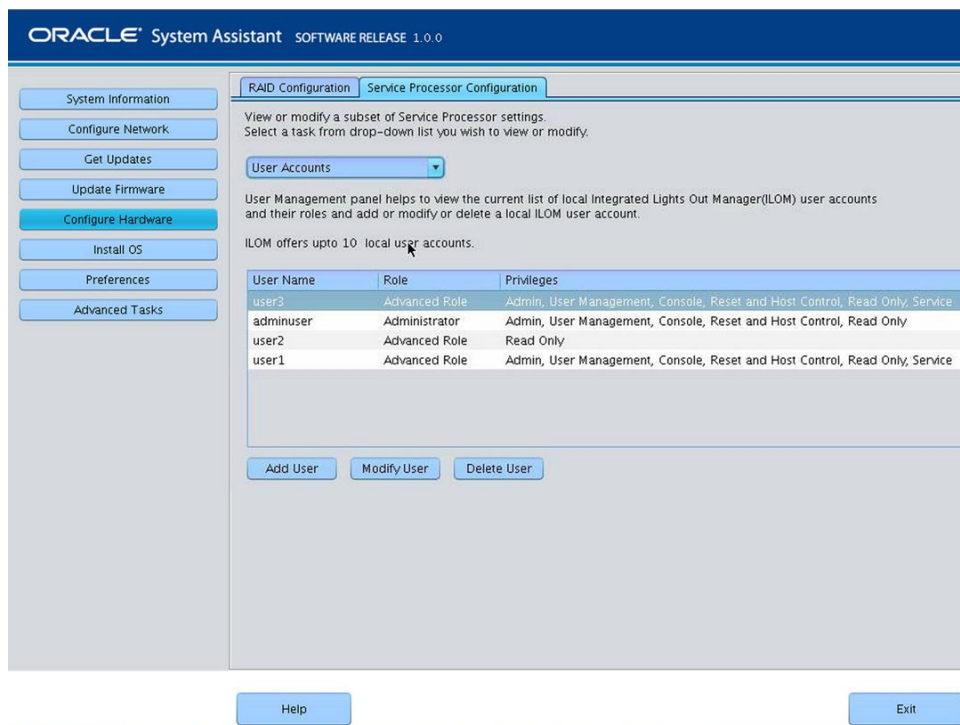 ORACLE System Assistant SOFTWARE RELEASE 1.0.0
System Information
Configure Network
Get Updates
Update Firmware
Configure Hardware
Install OS
Preferences
Advanced Tasks
RAID Configuration Service Processor Configuration
View or modify a subset of Service Processor settings.
Select a task from drop-down list you wish to view or modify.
User Accounts
User Management panel helps to view the current list of local Integrated Lights Out Manager(ILOM) user accounts
and their roles and add or modify or delete a local ILOM user account.
ILOM offers upto 10 local user accounts.
User Name Role Privileges
user3 Advanced Role Admin, User Management, Console, Reset and Host Control, Read Only, Service
adminuser Administrator Admin, User Management, Console, Reset and Host Control, Read Only
user2 Advanced Role Read Only
user1 Advanced Role Admin, User Management, Console, Reset and Host Control, Read Only, Service
Add User Modify User Delete User
Help Exit